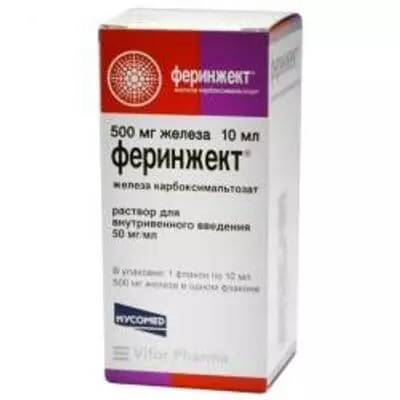 феринжект®
железа карбоксимальтозат
500 мг железа 10 мл
феринжект®
железа карбоксимальтозат
раствор для
внутривенного введения
50 мг/мл
В упаковке: 1 флакон по 10 мл
500 мг железа в одном флаконе
NYCOMED
Vifor Pharma